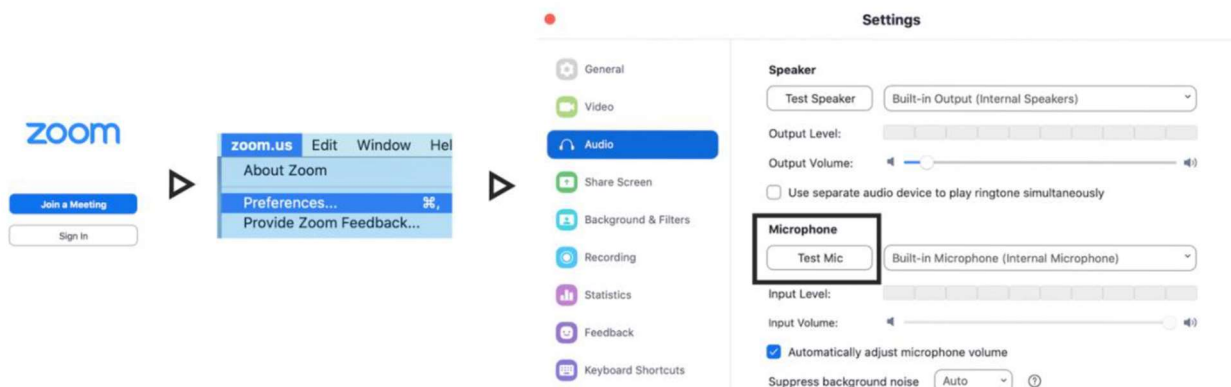 zoom
Join a Meeting
Sign In
zoom.us Edit Window Hel
About Zoom
Preferences... ⌘,
Provide Zoom Feedback...
Settings
General
Video
Audio
Share Screen
Background & Filters
Recording
Statistics
Feedback
Keyboard Shortcuts
Speaker
Test Speaker Built-in Output (Internal Speakers)
Output Level:
Output Volume:
Use separate audio device to play ringtone simultaneously
Microphone
Test Mic Built-in Microphone (Internal Microphone)
Input Level:
Input Volume:
Automatically adjust microphone volume
Suppress background noise Auto ?